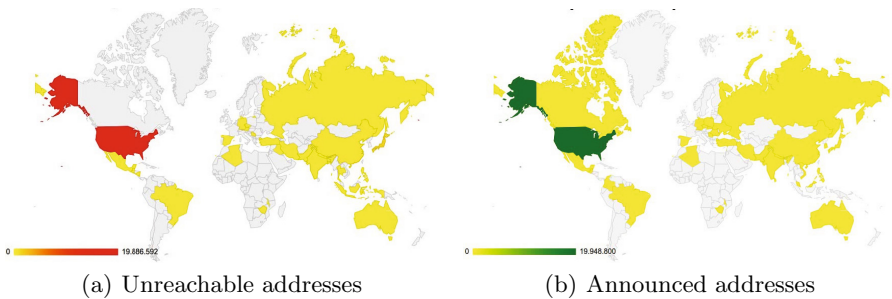 0 19.886.592
0 19.948.800
(a) Unreachable addresses
(b) Announced addresses